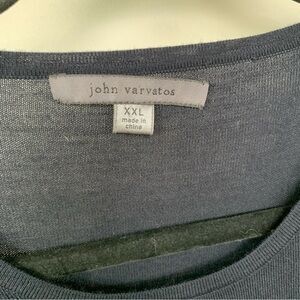 john varvatos
XXL
made in
china